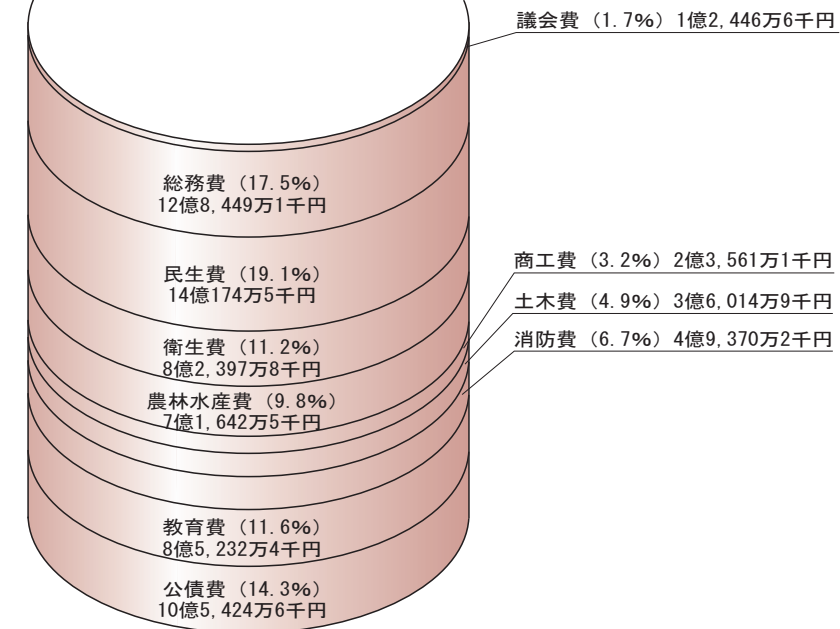 議会費（1.7%）1億2,446万6千円
総務費（17.5%）
12億8,449万1千円
民生費（19.1%）
14億174万5千円
商工費（3.2%）2億3,561万1千円
土木費（4.9%）3億6,014万9千円
消防費（6.7%）4億9,370万2千円
衛生費（11.2%）
8億2,397万8千円
農林水産費（9.8%）
7億1,642万5千円
教育費（11.6%）
8億5,232万4千円
公債費（14.3%）
10億5,424万6千円